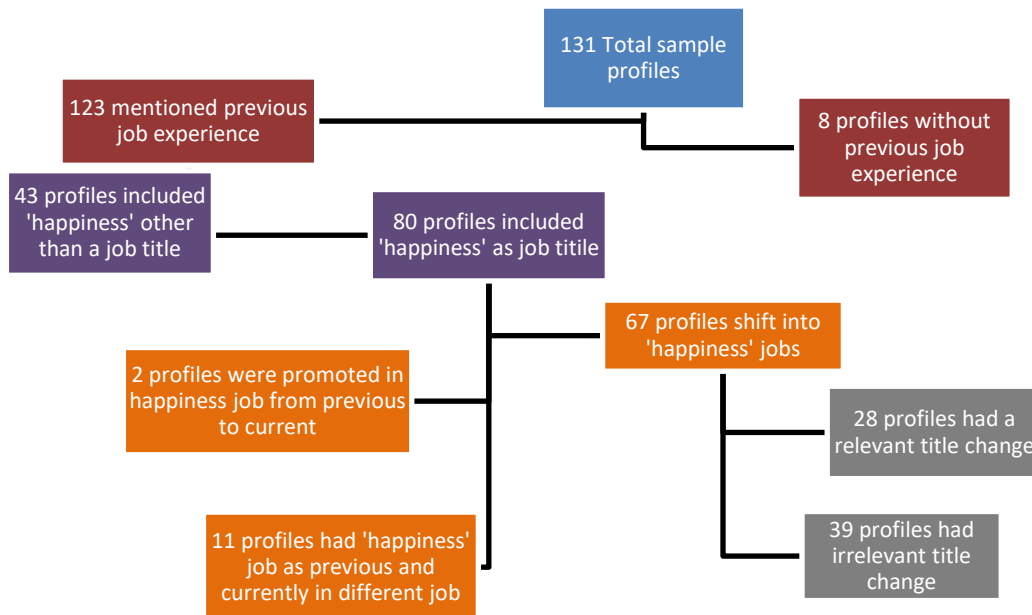 131 Total sample
profiles
123 mentioned previous
job experience
8 profiles without
previous job
experience
43 profiles included
'happiness' other
than a job title
80 profiles included
'happiness' as job titile
67 profiles shift into
'happiness' jobs
2 profiles were promoted in
happiness job from previous
to current
28 profiles had a
relevant title change
11 profiles had 'happiness'
job as previous and
currently in different job
39 profiles had
irrelevant title
change